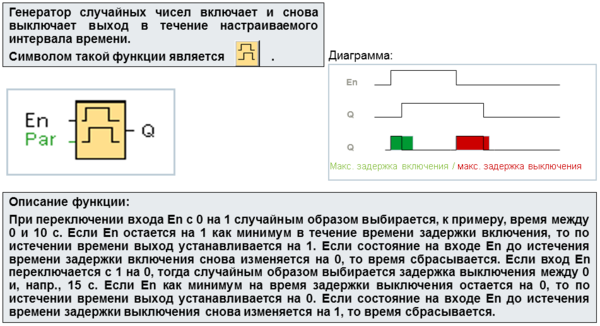 Генератор случайных чисел включает и снова
выключает выход в течение настраиваемого
интервала времени.
Символом такой функции является .
Диаграмма:
En
Par
Q
En
Q
Q
Макс. задержка включения / макс. задержка выключения
Описание функции:
При переключении входа En с 0 на 1 случайным образом выбирается, к примеру, время между
0 и 10 с. Если En остается на 1 как минимум в течение времени задержки включения, то по
истечении времени выход устанавливается на 1. Если состояние на входе En до истечения
времени задержки включения снова изменяется на 0, то время сбрасывается. Если вход En
переключается с 1 на 0, тогда случайным образом выбирается задержка выключения между 0
и, напр., 15 с. Если En как минимум на время задержки выключения остается на 0, то по
истечении времени выход устанавливается на 0. Если состояние на входе En до истечения
времени задержки выключения снова изменяется на 1, то время сбрасывается.